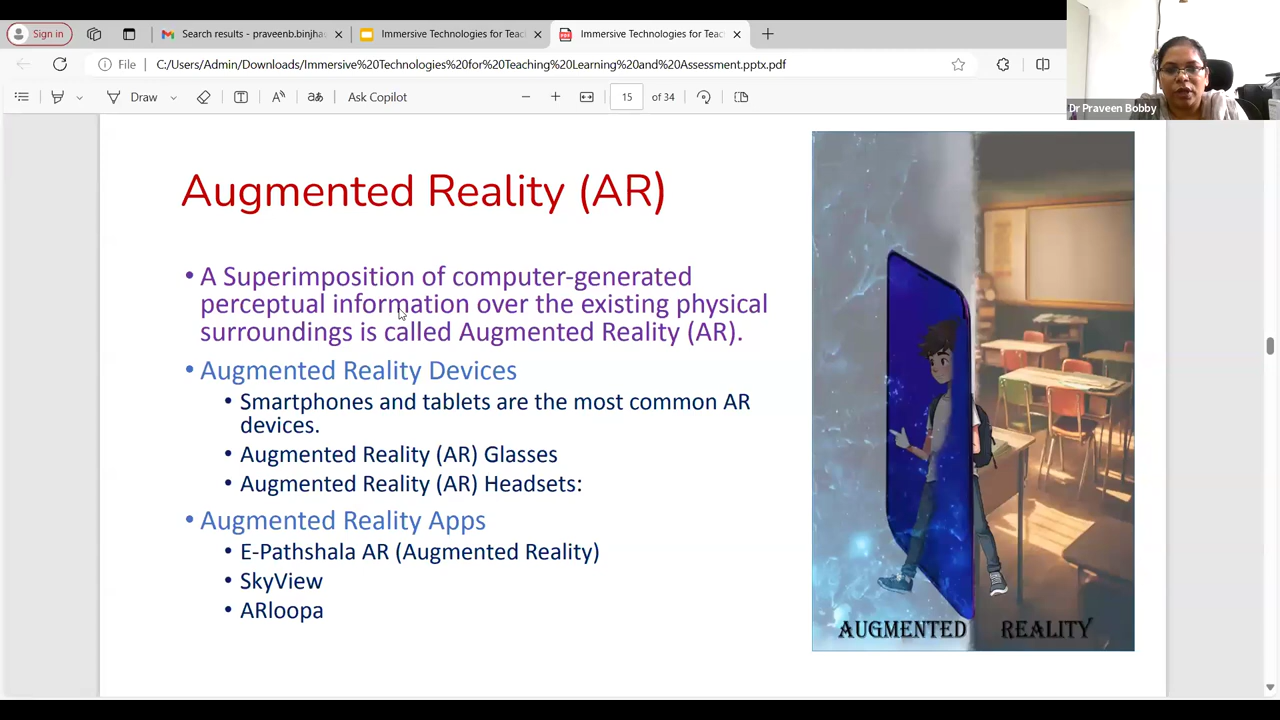 Sign in
Search results - praveenb.binjha
Immersive Technologies for Teac
Immersive Technologies for Teac
File
C:/Users/Admin/Downloads/Immersive%20Technologies%20for%20Teaching%20Learning%20and%20Assessment.pptx.pdf
Draw
Ask Copilot
15 of 34
Dr Praveen Bobby
Augmented Reality (AR)
• A Superimposition of computer-generated
perceptual information over the existing physical
surroundings is called Augmented Reality (AR).
• Augmented Reality Devices
• Smartphones and tablets are the most common AR
devices.
• Augmented Reality (AR) Glasses
• Augmented Reality (AR) Headsets:
• Augmented Reality Apps
• E-Pathshala AR (Augmented Reality)
• SkyView
• ARloopa
AUGMENTED REALITY